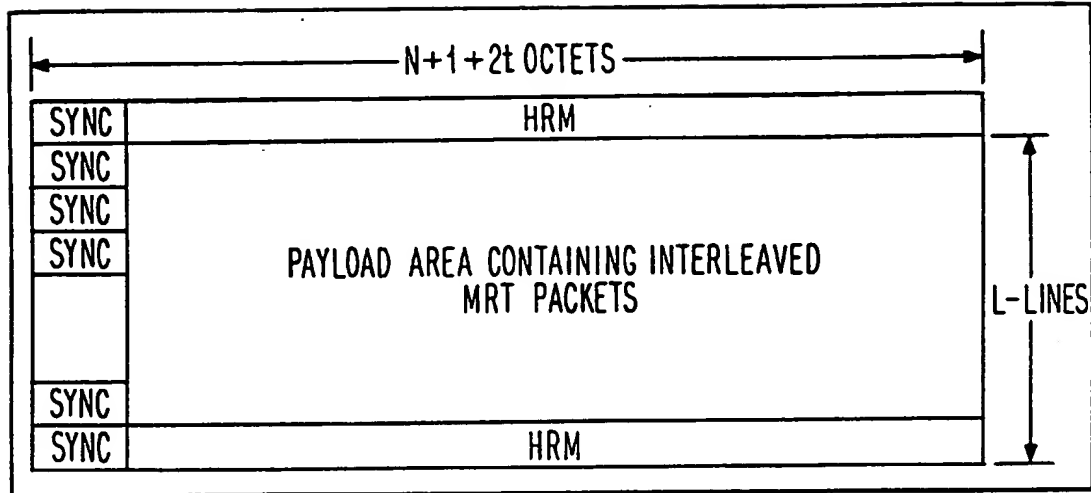 N+1+2t OCTETS
SYNC HRM
SYNC
SYNC
SYNC
PAYLOAD AREA CONTAINING INTERLEAVED
MRT PACKETS
L-LINES
SYNC
SYNC HRM